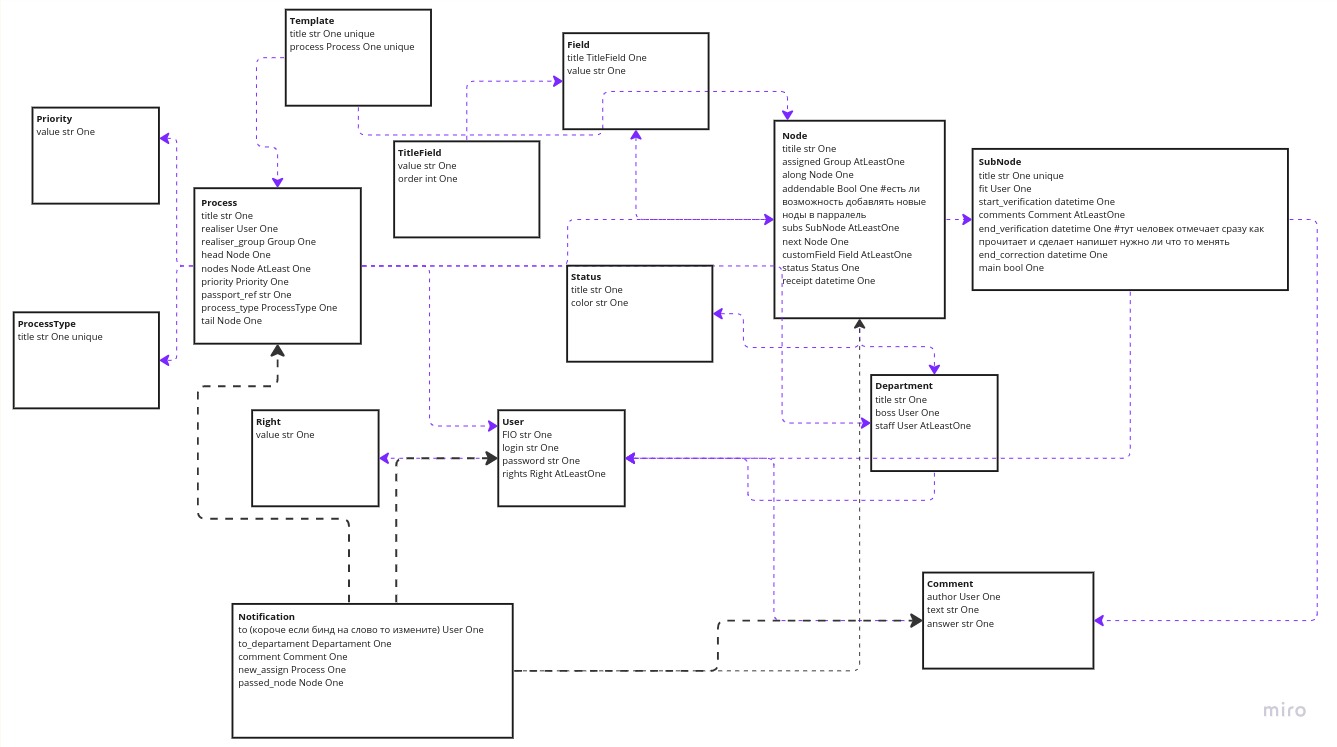 Template
title str One unique
process Process One unique
Field
title TitleField One
value str One
Priority
value str One
TitleField
value str One
order int One
Node
titile str One
assigned Group AtLeastOne
along Node One
addendable Bool One #есть ли
возможность добавлять новые
ноды в парралель
subs SubNode AtLeastOne
next Node One
customField Field AtLeastOne
status Status One
receipt datetime One
SubNode
title str One unique
fit User One
start_verification datetime One
comments Comment AtLeastOne
end_verification datetime One #тут человек отмечает сразу как
прочитает и сделает напишет нужно ли что то менять
end_correction datetime One
main bool One
Process
title str One
realiser User One
realiser_group Group One
head Node One
nodes Node AtLeast One
priority Priority One
passport_ref str One
process_type ProcessType One
tail Node One
Status
title str One
color str One
ProcessType
title str One unique
Department
title str One
boss User One
staff User AtLeastOne
Right
value str One
User
FIO str One
login str One
password str One
rights Right AtLeastOne
Comment
author User One
text str One
answer str One
Notification
to (короче если бинд на слово то измените) User One
to_departament Departament One
comment Comment One
new_assign Process One
passed_node Node One
miro